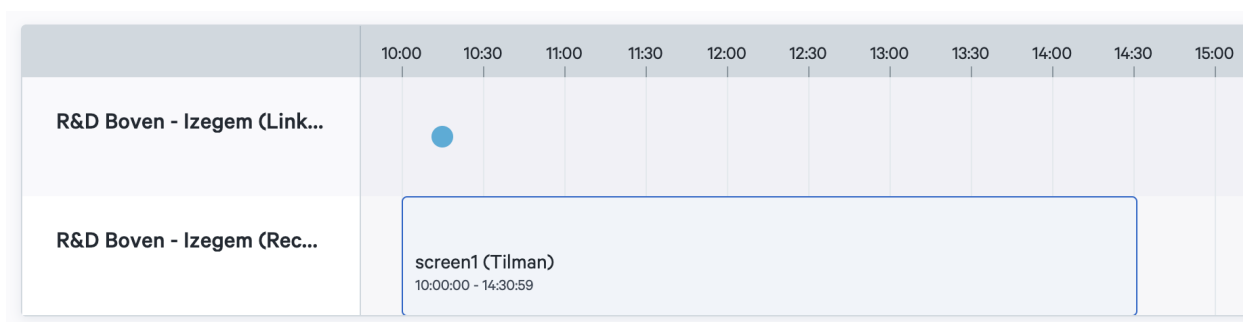 10:00 10:30 11:00 11:30 12:00 12:30 13:00 13:30 14:00 14:30 15:00
R&D Boven - Izegem (Link...
R&D Boven - Izegem (Rec...
screen1 (Tilman)
10:00:00 - 14:30:59